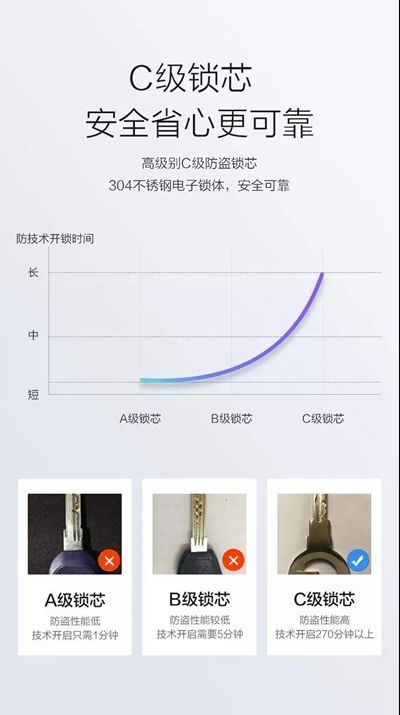 C级锁芯
安全省心更可靠
高级别C级防盗锁芯
304不锈钢电子锁体，安全可靠
防技术开锁时间
长
中
短
A级锁芯 B级锁芯 C级锁芯
A级锁芯
防盗性能低
技术开启只需1分钟
B级锁芯
防盗性能较低
技术开启需要5分钟
C级锁芯
防盗性能高
技术开启270分钟以上